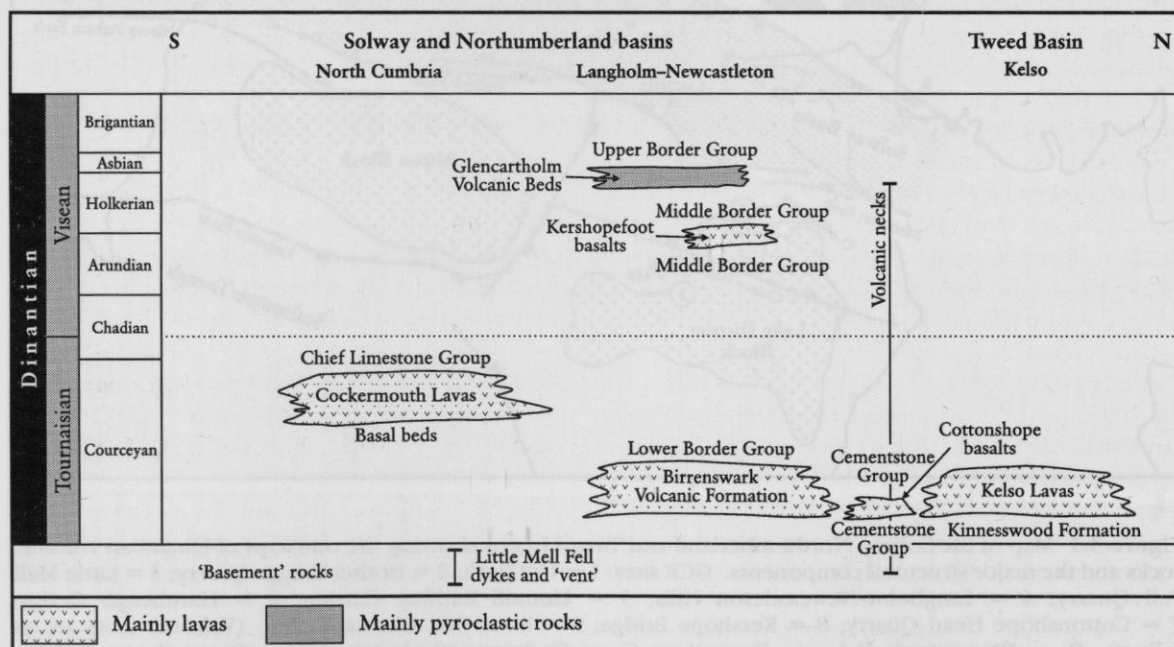 S Solway and Northumberland basins Tweed Basin N
North Cumbria Langholm–Newcastleton Kelso
Dinantian
Visean
Tournaisian
Brigantian
Asbian
Holkerian
Arundian
Chadian
Courceyan
Upper Border Group
Glencartholm
Volcanic Beds
Middle Border Group
Kershopefoot
basalts
Middle Border Group
Volcanic necks
Chief Limestone Group
Cockermouth Lavas
Basal beds
Lower Border Group
Birrenswark
Volcanic Formation
Cementstone
Group
Cottonshope
basalts
Kelso Lavas
Cementstone
Group
Kinnesswood Formation
'Basement' rocks
Little Mell Fell
dykes and 'vent'
Mainly lavas
Mainly pyroclastic rocks